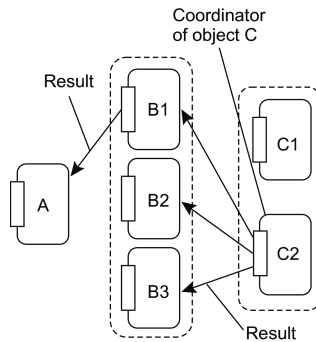 Coordinator
of object C
Result
B1
C1
A
B2
C2
B3
Result